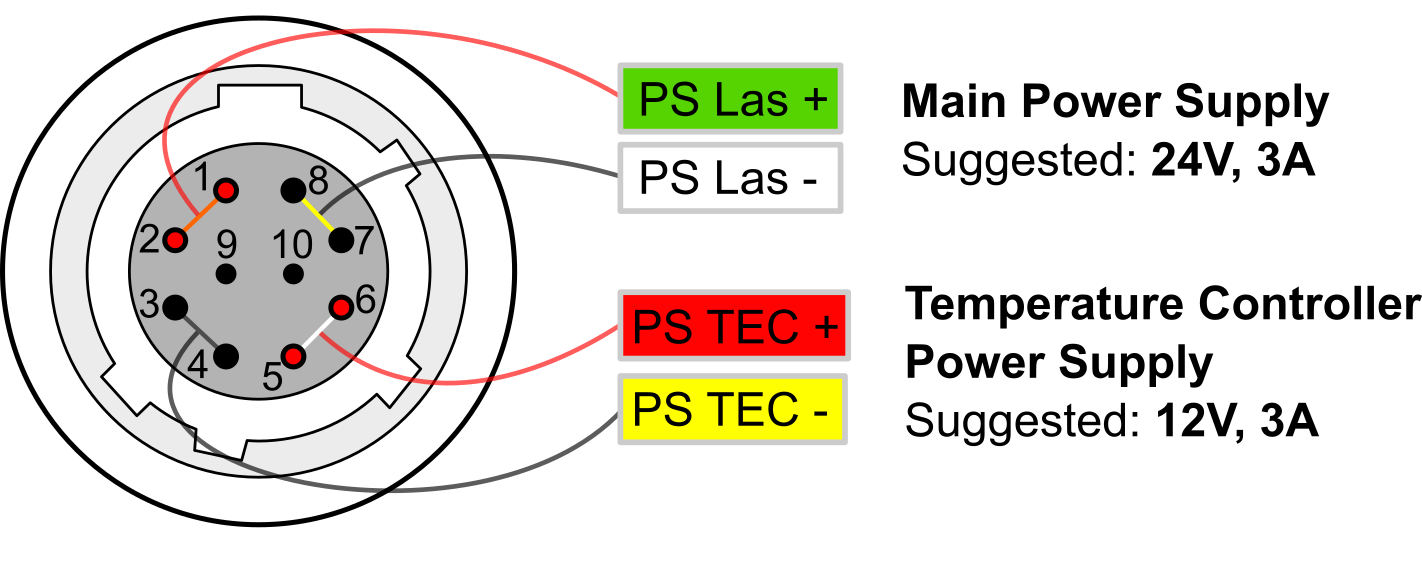 1
8
2
9
10
7
3
6
4
5
PS Las +
PS Las -
Main Power Supply
Suggested: 24V, 3A
PS TEC +
PS TEC -
Temperature Controller
Power Supply
Suggested: 12V, 3A